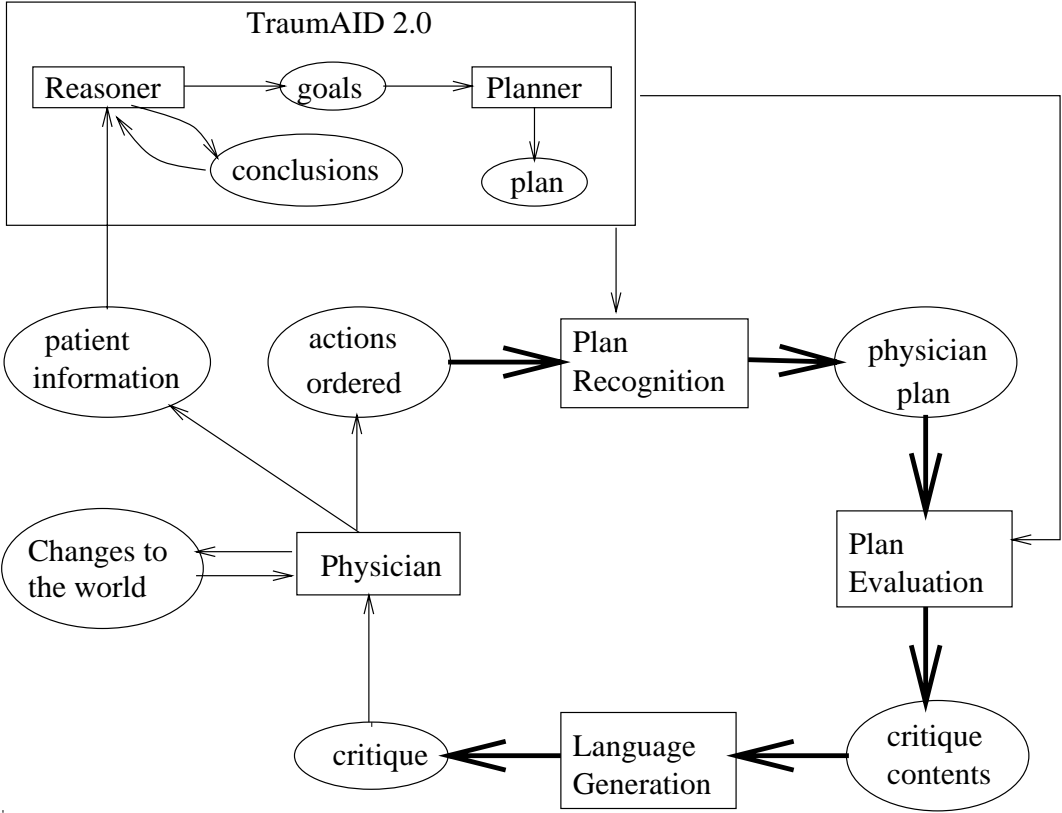 TraumAID 2.0
Reasoner
goals
Planner
conclusions
plan
patient
information
actions
ordered
Plan
Recognition
physician
plan
Changes to
the world
Physician
Plan
Evaluation
critique
Language
Generation
critique
contents